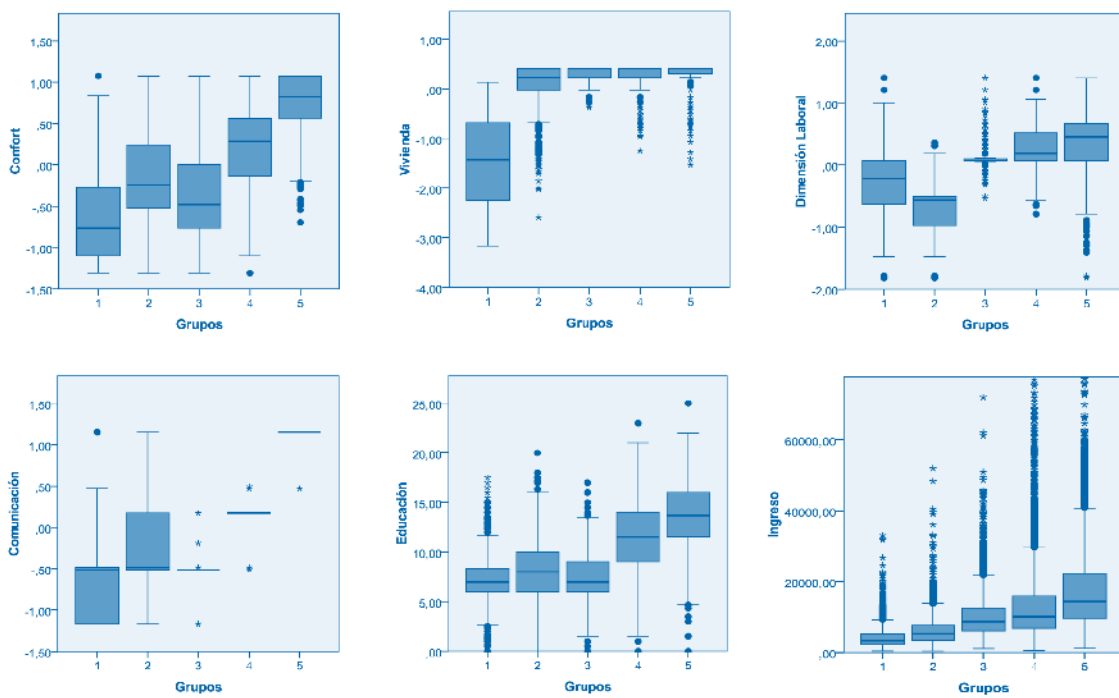 1,50
1,00
,50
,00
-,50
-1,00
-1,50
Confort
1 2 3 4 5
Grupos
1,00
,00
-1,00
-2,00
-3,00
-4,00
Vivienda
1 2 3 4 5
Grupos
2,00
1,00
,00
-1,00
-2,00
Dimensión Laboral
1 2 3 4 5
Grupos
1,50
1,00
,50
,00
-,50
-1,00
-1,50
Comunicación
1 2 3 4 5
Grupos
25,00
20,00
15,00
10,00
5,00
,00
Educación
1 2 3 4 5
Grupos
60000,00
40000,00
20000,00
,00
Ingreso
1 2 3 4 5
Grupos